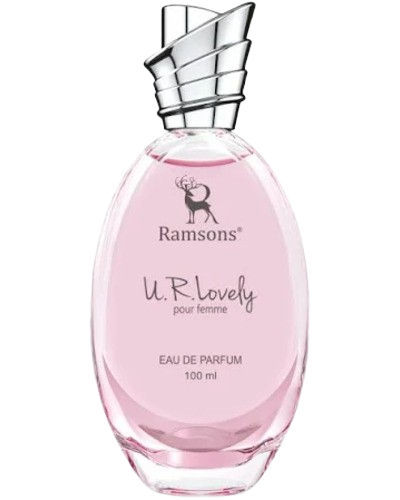 Ramsons®
U.R.Lovely
pour femme
EAU DE PARFUM
100 ml